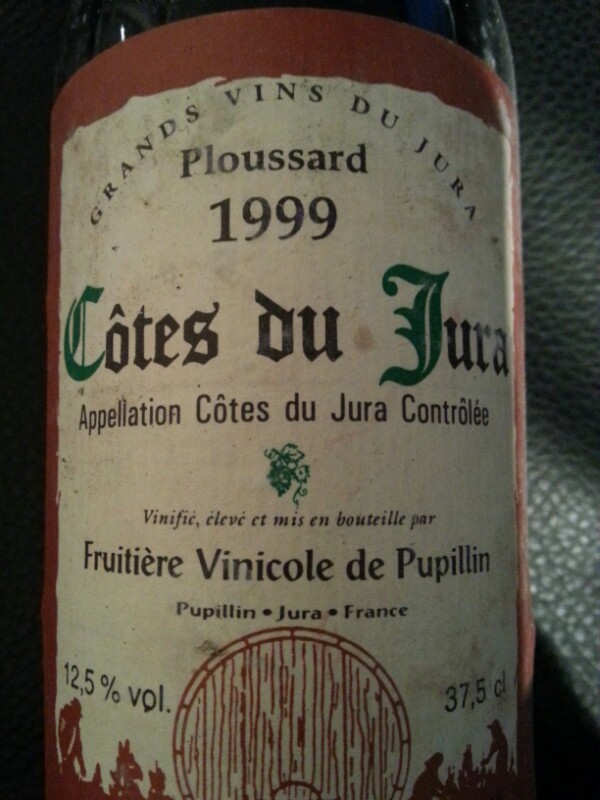 GRANDS VINS DU JURA
Ploussard
1999
Côtes du Jura
Appellation Côtes du Jura Contrôlée
Vinifié, élevé et mis en bouteille par
Fruitière Vinicole de Pupillin
Pupillin • Jura • France
12,5 % vol.
37,5 cl